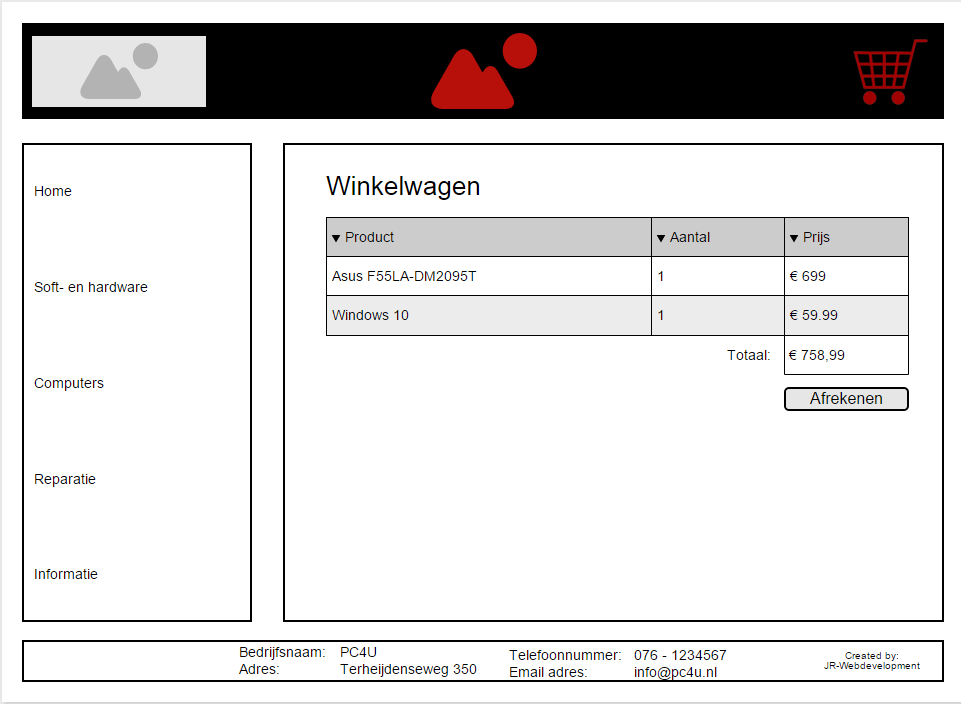 Home
Soft- en hardware
Computers
Reparatie
Informatie
Winkelwagen
▼ Product ▼ Aantal ▼ Prijs
Asus F55LA-DM2095T 1 € 699
Windows 10 1 € 59.99
Totaal: € 758,99
Afrekenen
Bedrijfsnaam: PC4U
Adres: Terheijdenseweg 350
Telefoonnummer: 076 - 1234567
Email adres: info@pc4u.nl
Created by:
JR-Webdevelopment